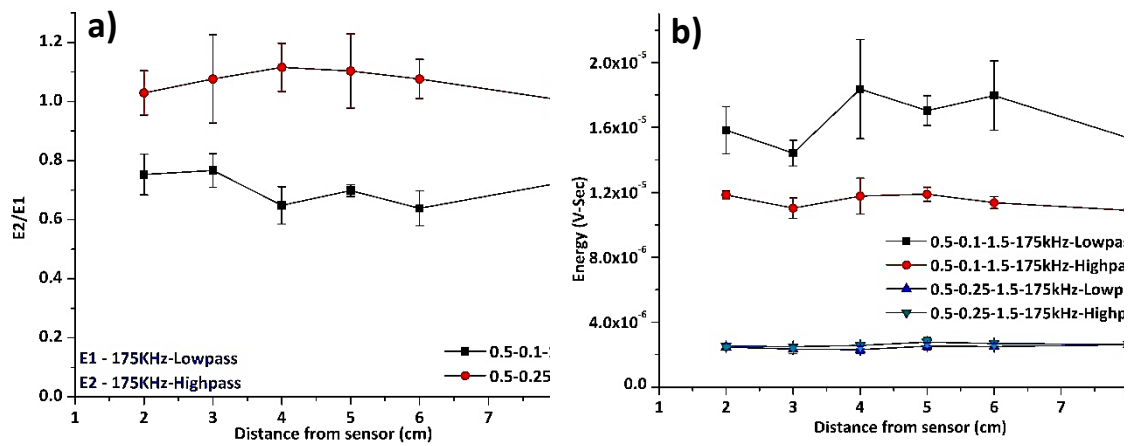 a)
1.2
1.0
0.8
0.6
0.4
0.2
0.0
E2/E1
E1 - 175KHz-Lowpass
E2 - 175KHz-Highpass
0.5-0.1-
0.5-0.25
1 2 3 4 5 6 7
Distance from sensor (cm)
b)
2.0x10-5
1.6x10-5
1.2x10-5
8.0x10-6
4.0x10-6
0.0
Energy (V-Sec)
0.5-0.1-1.5-175kHz-Lowpas
0.5-0.1-1.5-175kHz-Highpa
0.5-0.25-1.5-175kHz-Lowp
0.5-0.25-1.5-175kHz-Highp
1 2 3 4 5 6 7
Distance from sensor (cm)